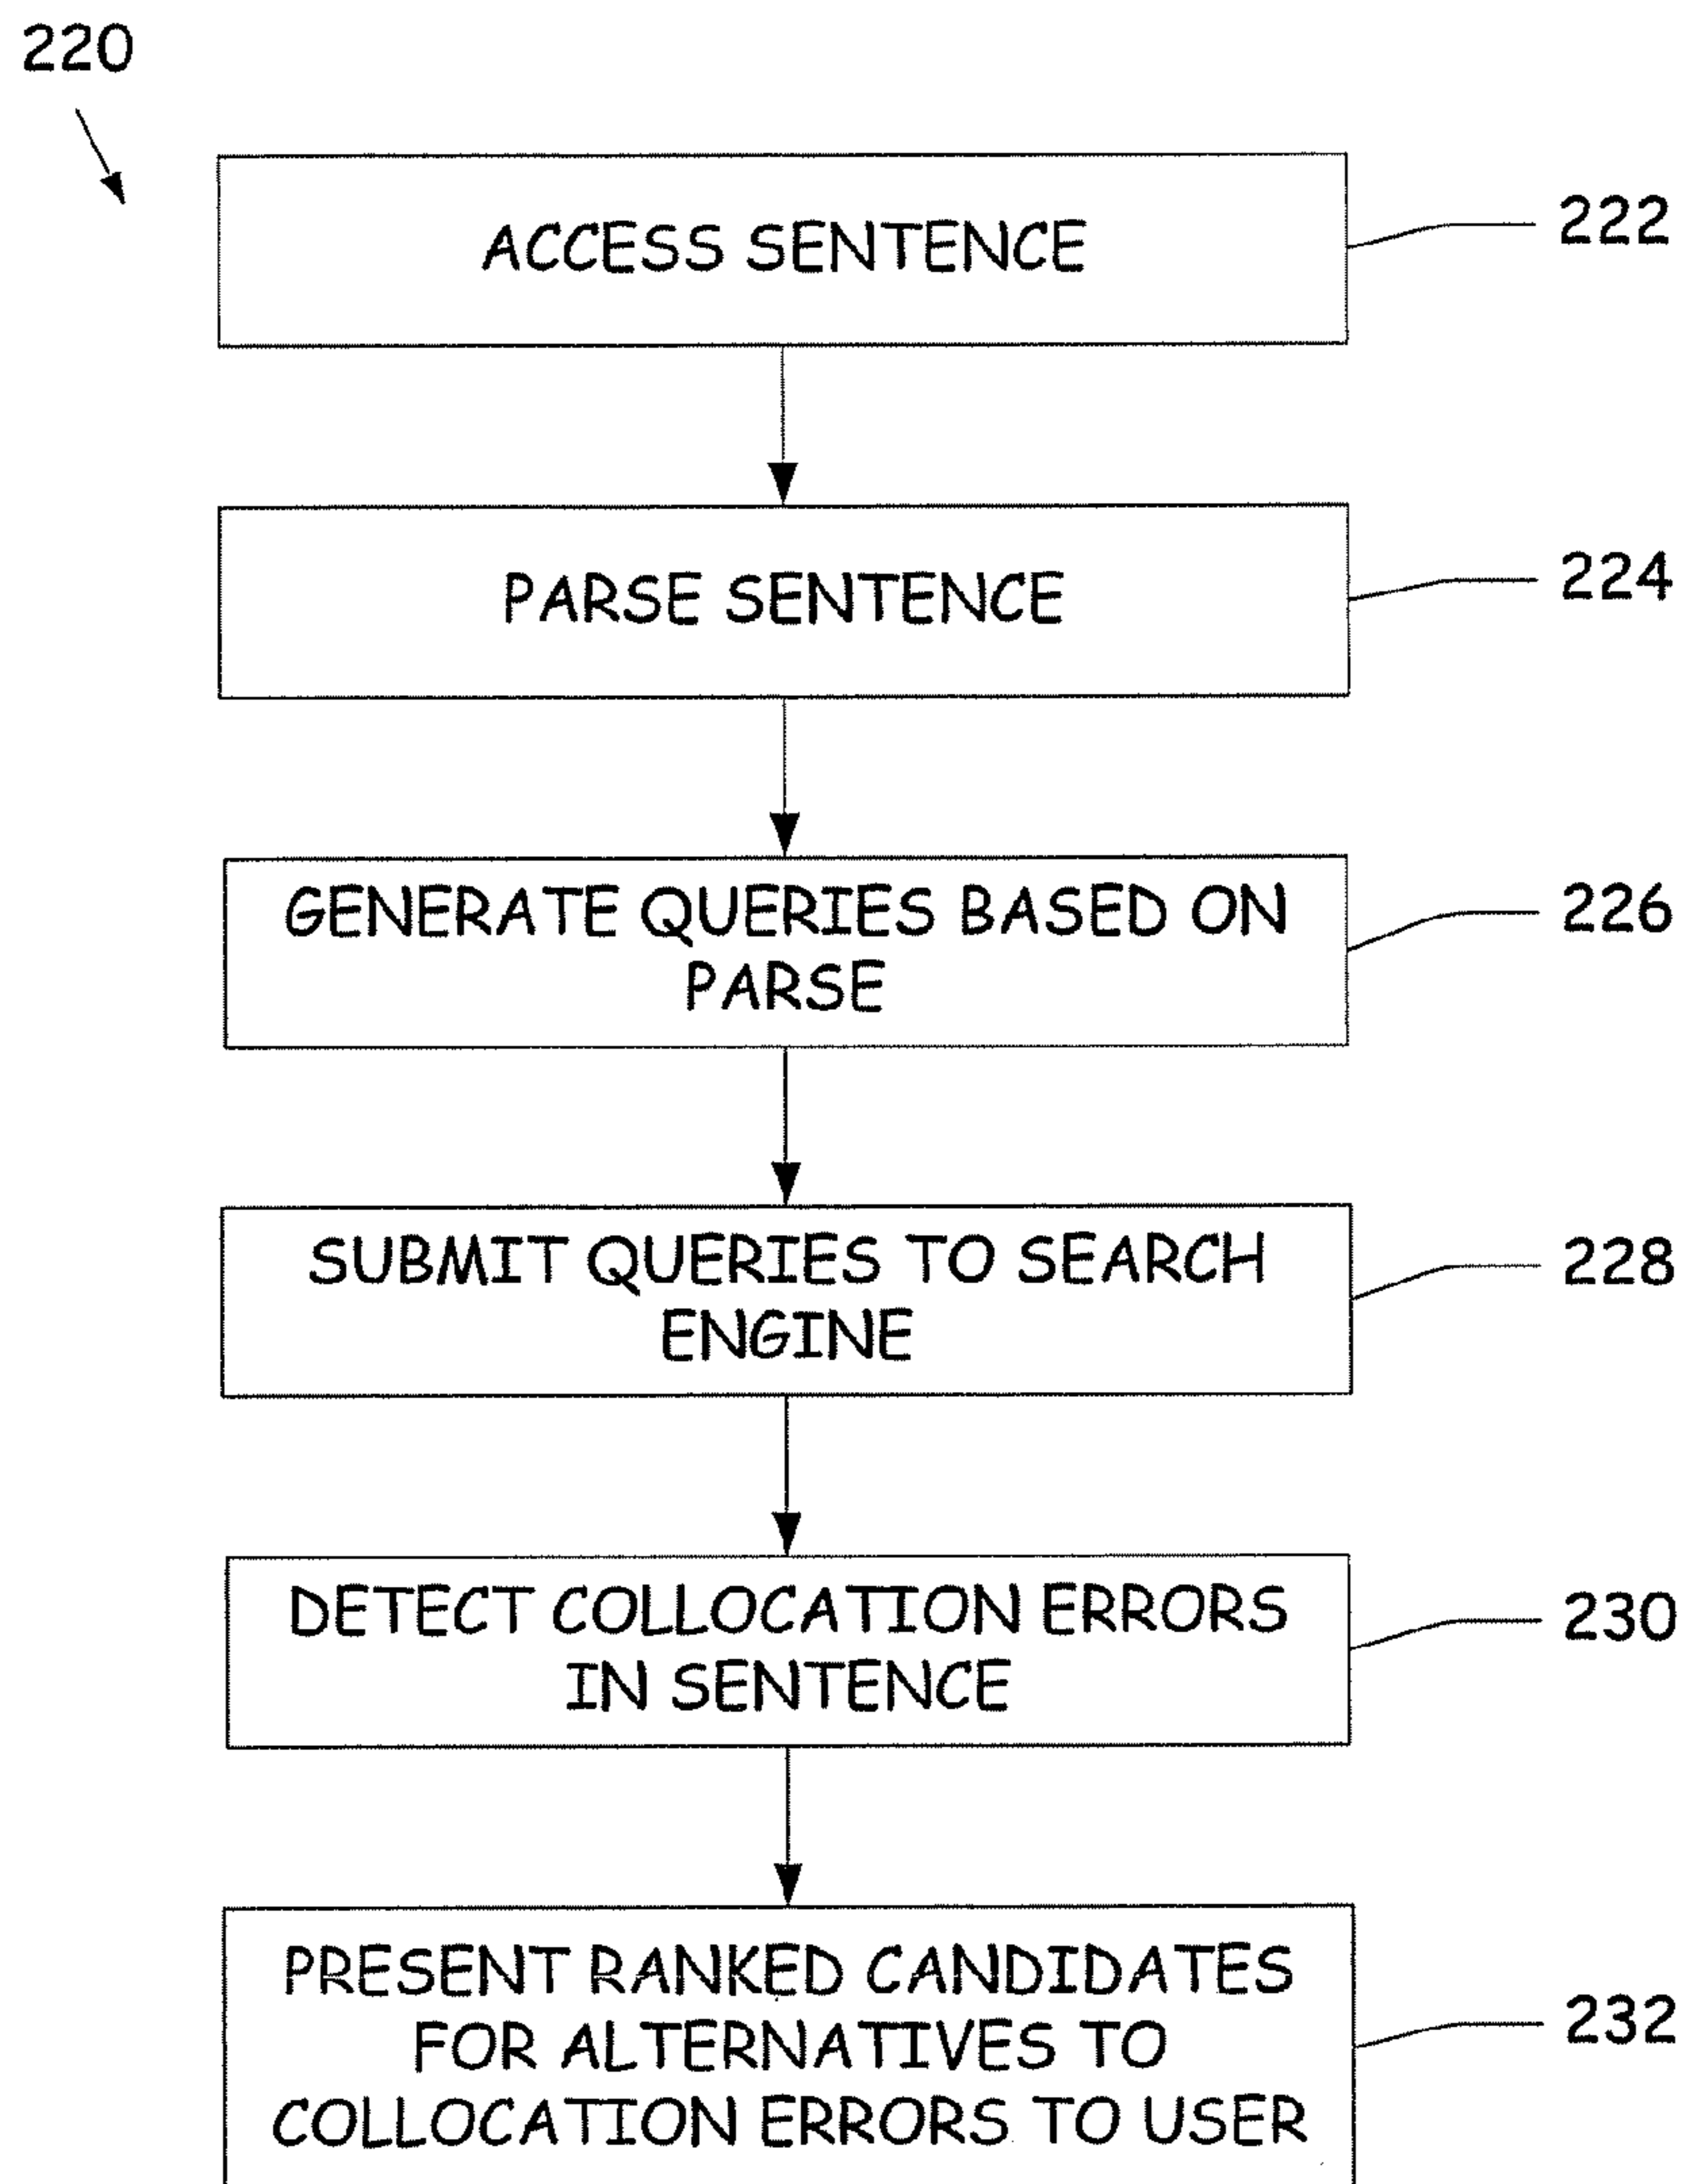 220
ACCESS SENTENCE
222
PARSE SENTENCE
224
GENERATE QUERIES BASED ON
PARSE
226
SUBMIT QUERIES TO SEARCH
ENGINE
228
DETECT COLLOCATION ERRORS
IN SENTENCE
230
PRESENT RANKED CANDIDATES
FOR ALTERNATIVES TO
COLLOCATION ERRORS TO USER
232